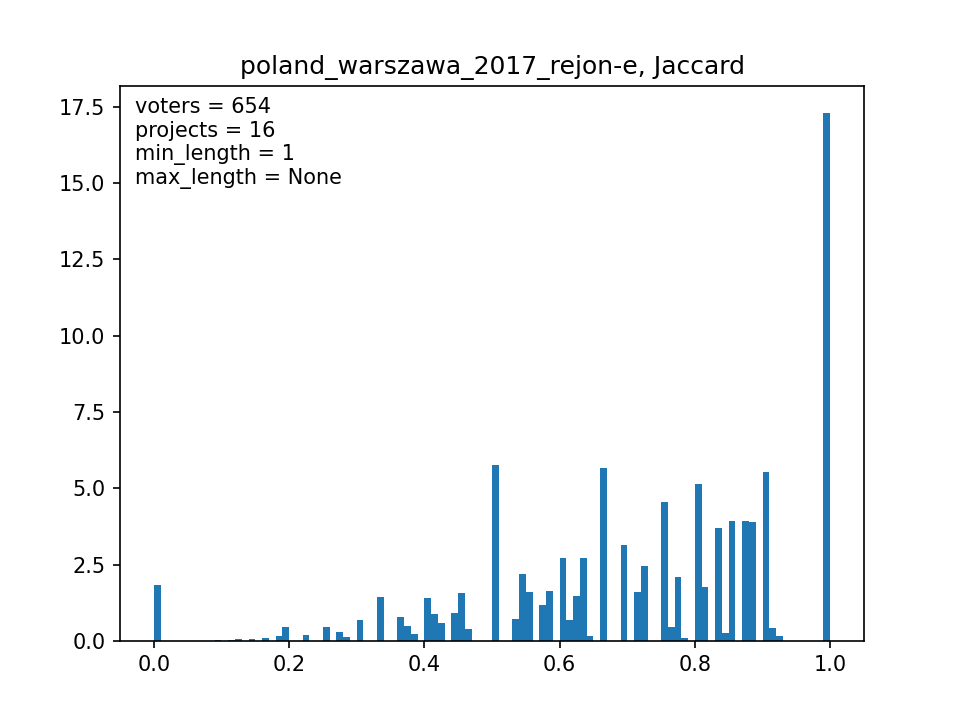 poland_warszawa_2017_rejon-e, Jaccard
voters = 654
projects = 16
min_length = 1
max_length = None
17.5
15.0
12.5
10.0
7.5
5.0
2.5
0.0
0.0 0.2 0.4 0.6 0.8 1.0